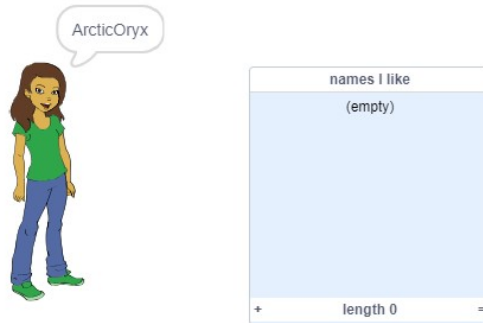 ArcticOryx
names I like
(empty)
+ length 0 =